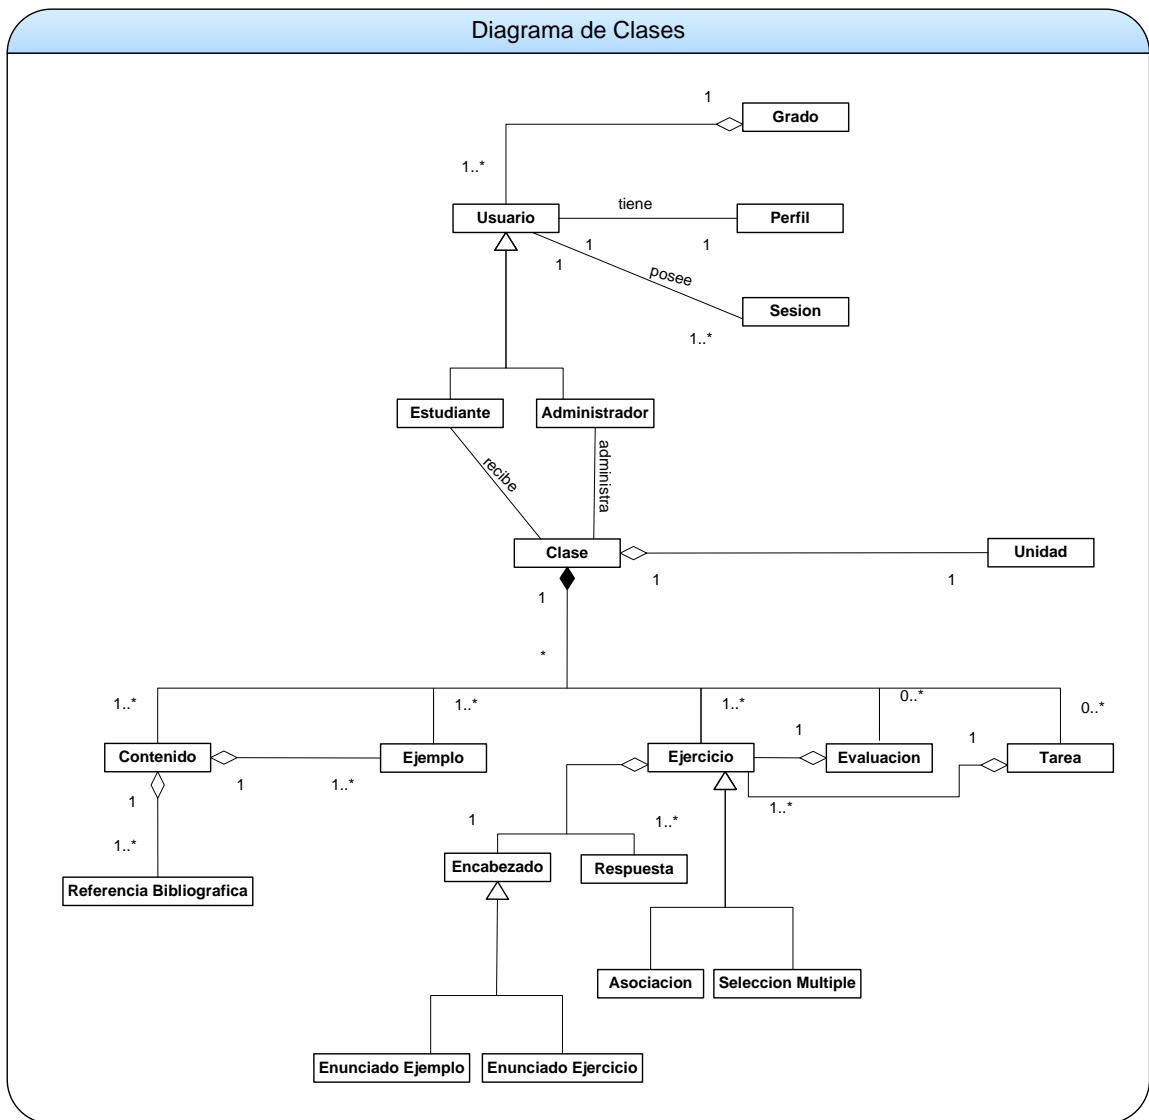 Diagrama de Clases
1
Grado
1..*
tiene
Usuario
Perfil
1
1
1
posee
Sesion
1..*
Estudiante
Administrador
recibe
administra
Clase
Unidad
1
1
1
*
1..*
1..*
1..*
0..*
0..*
1
1
Contenido
Ejemplo
Ejercicio
Evaluacion
Tarea
1
1..*
1
1..*
1
1..*
1..*
Encabezado
Respuesta
Referencia Bibliografica
Asociacion
Seleccion Multiple
Enunciado Ejemplo
Enunciado Ejercicio